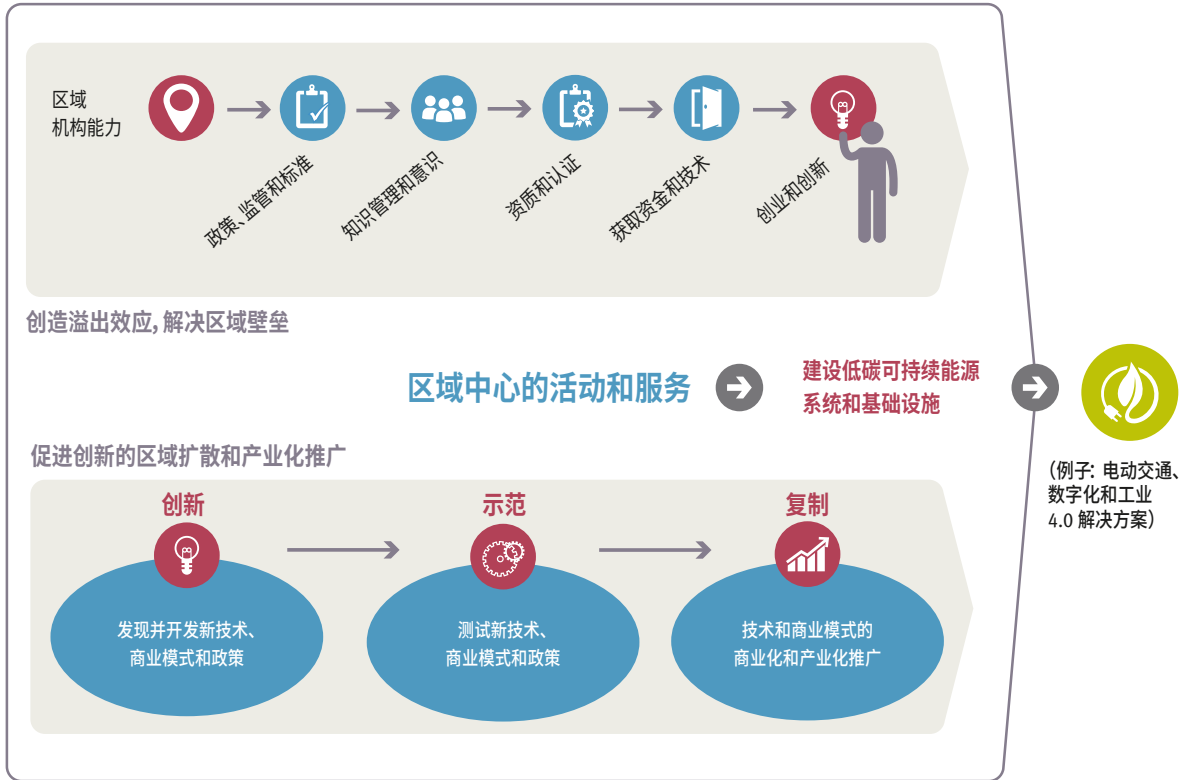 区域
机构能力
政策、监管和标准
知识管理和意识
资质和认证
获取资金和技术
创业和创新
创造溢出效应, 解决区域壁垒
区域中心的活动和服务
建设低碳可持续能源
系统和基础设施
(例子: 电动交通、
数字化和工业
4.0 解决方案)
促进创新的区域扩散和产业化推广
创新
示范
复制
发现并开发新技术、
商业模式和政策
测试新技术、
商业模式和政策
技术和商业模式的
商业化和产业化推广